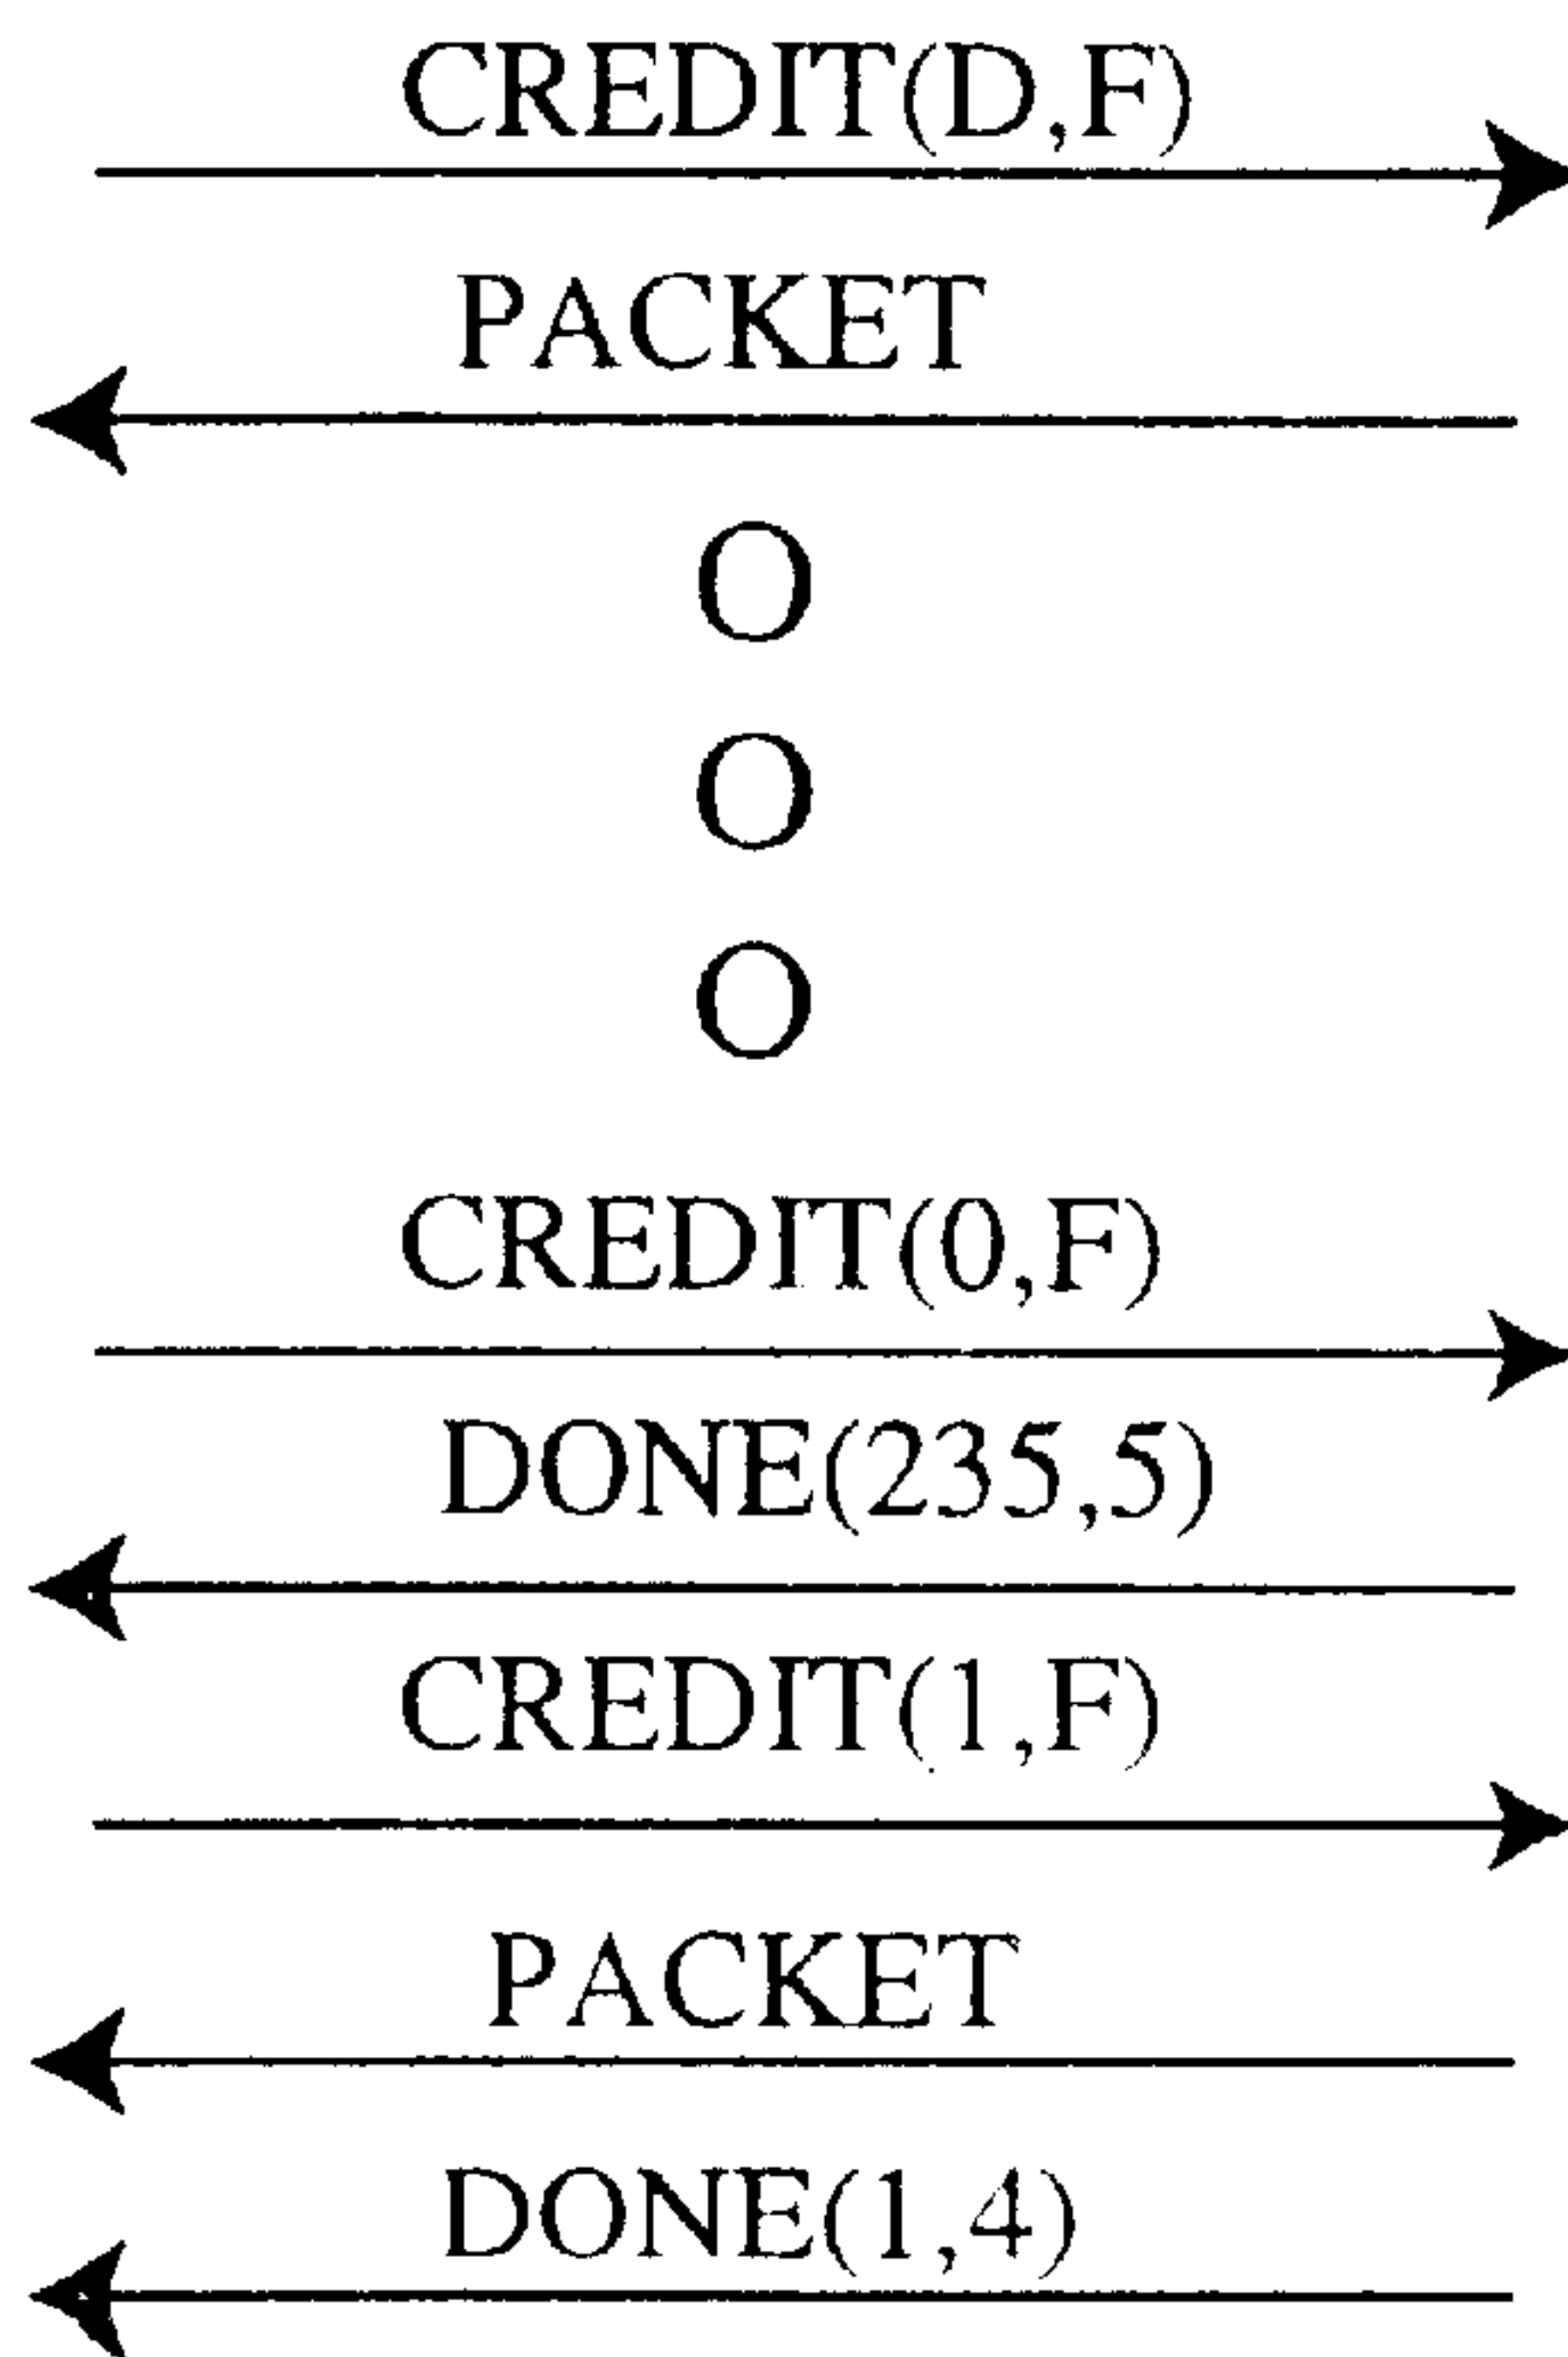 CREDIT(D,F)
PACKET
O
O
O
CREDIT(0,F)
DONE(235,5)
CREDIT(1,F)
PACKET
DONE(1,4)